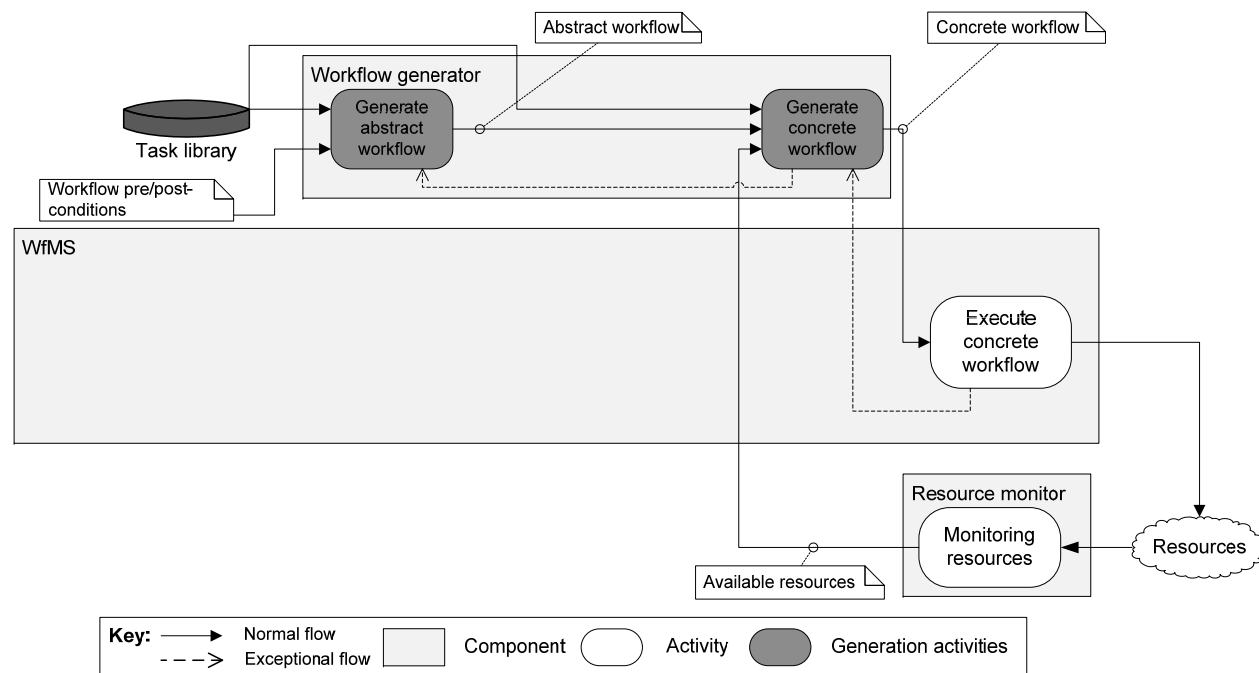 Abstract workflow
Concrete workflow
Workflow generator
Generate
abstract
workflow
Generate
concrete
workflow
Task library
Workflow pre/post-
conditions
WfMS
Execute
concrete
workflow
Resource monitor
Monitoring
resources
Resources
Available resources
Key:
Normal flow
Exceptional flow
Component
Activity
Generation activities